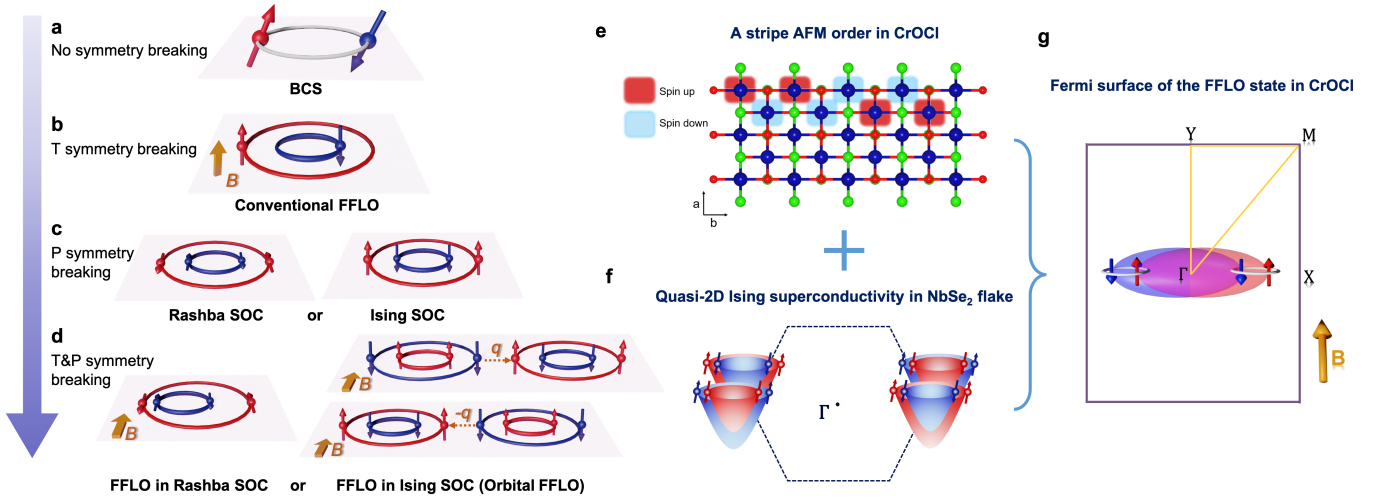 a
No symmetry breaking
BCS
b
T symmetry breaking
B
Conventional FFLO
c
P symmetry
breaking
Rashba SOC or Ising SOC
d
T&P symmetry
breaking
B
q
B
-q
B
FFLO in Rashba SOC or FFLO in Ising SOC (Orbital FFLO)
e
A stripe AFM order in CrOCl
Spin up
Spin down
a
b
f
Quasi-2D Ising superconductivity in NbSe₂ flake
Γ
g
Fermi surface of the FFLO state in CrOCl
Y
M
Γ
X
B